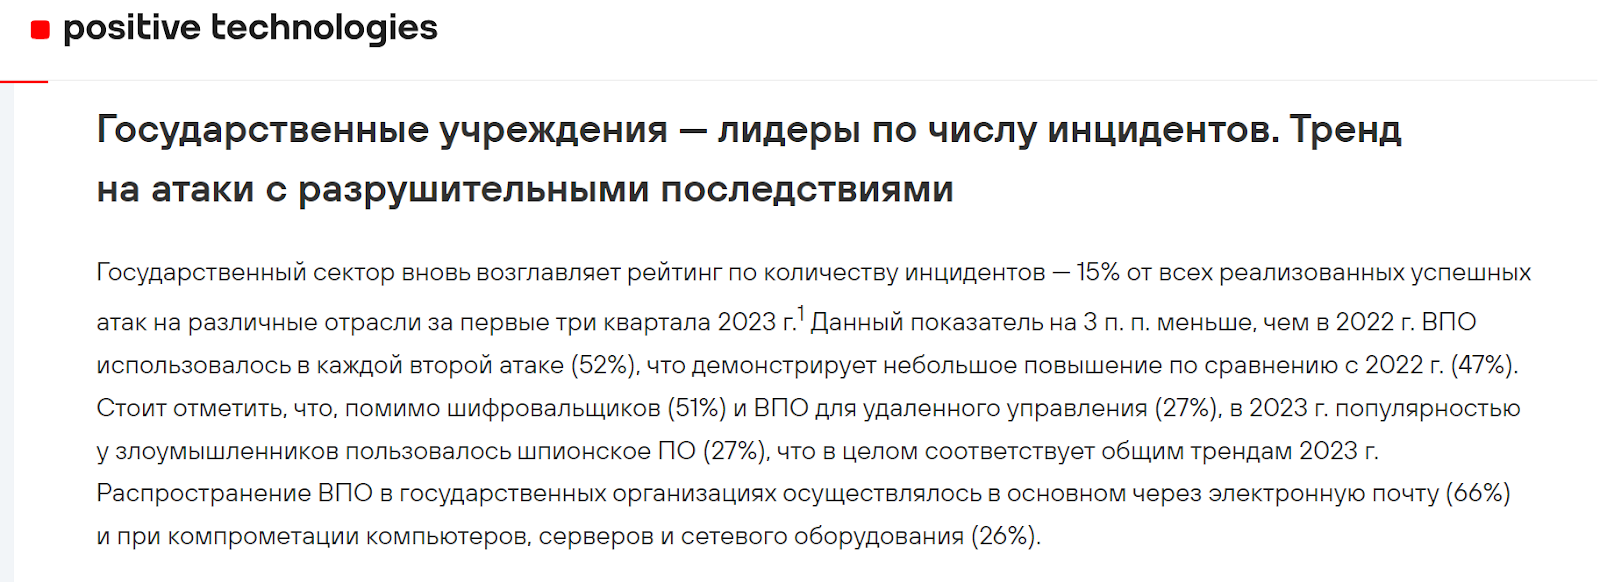 positive technologies
Государственные учреждения — лидеры по числу инцидентов. Тренд
на атаки с разрушительными последствиями
Государственный сектор вновь возглавляет рейтинг по количеству инцидентов — 15% от всех реализованных успешных
атак на различные отрасли за первые три квартала 2023 г.¹ Данный показатель на 3 п. п. меньше, чем в 2022 г. ВПО
использовалось в каждой второй атаке (52%), что демонстрирует небольшое повышение по сравнению с 2022 г. (47%).
Стоит отметить, что, помимо шифровальщиков (51%) и ВПО для удаленного управления (27%), в 2023 г. популярностью
у злоумышленников пользовалось шпионское ПО (27%), что в целом соответствует общим трендам 2023 г.
Распространение ВПО в государственных организациях осуществлялось в основном через электронную почту (66%)
и при компрометации компьютеров, серверов и сетевого оборудования (26%).